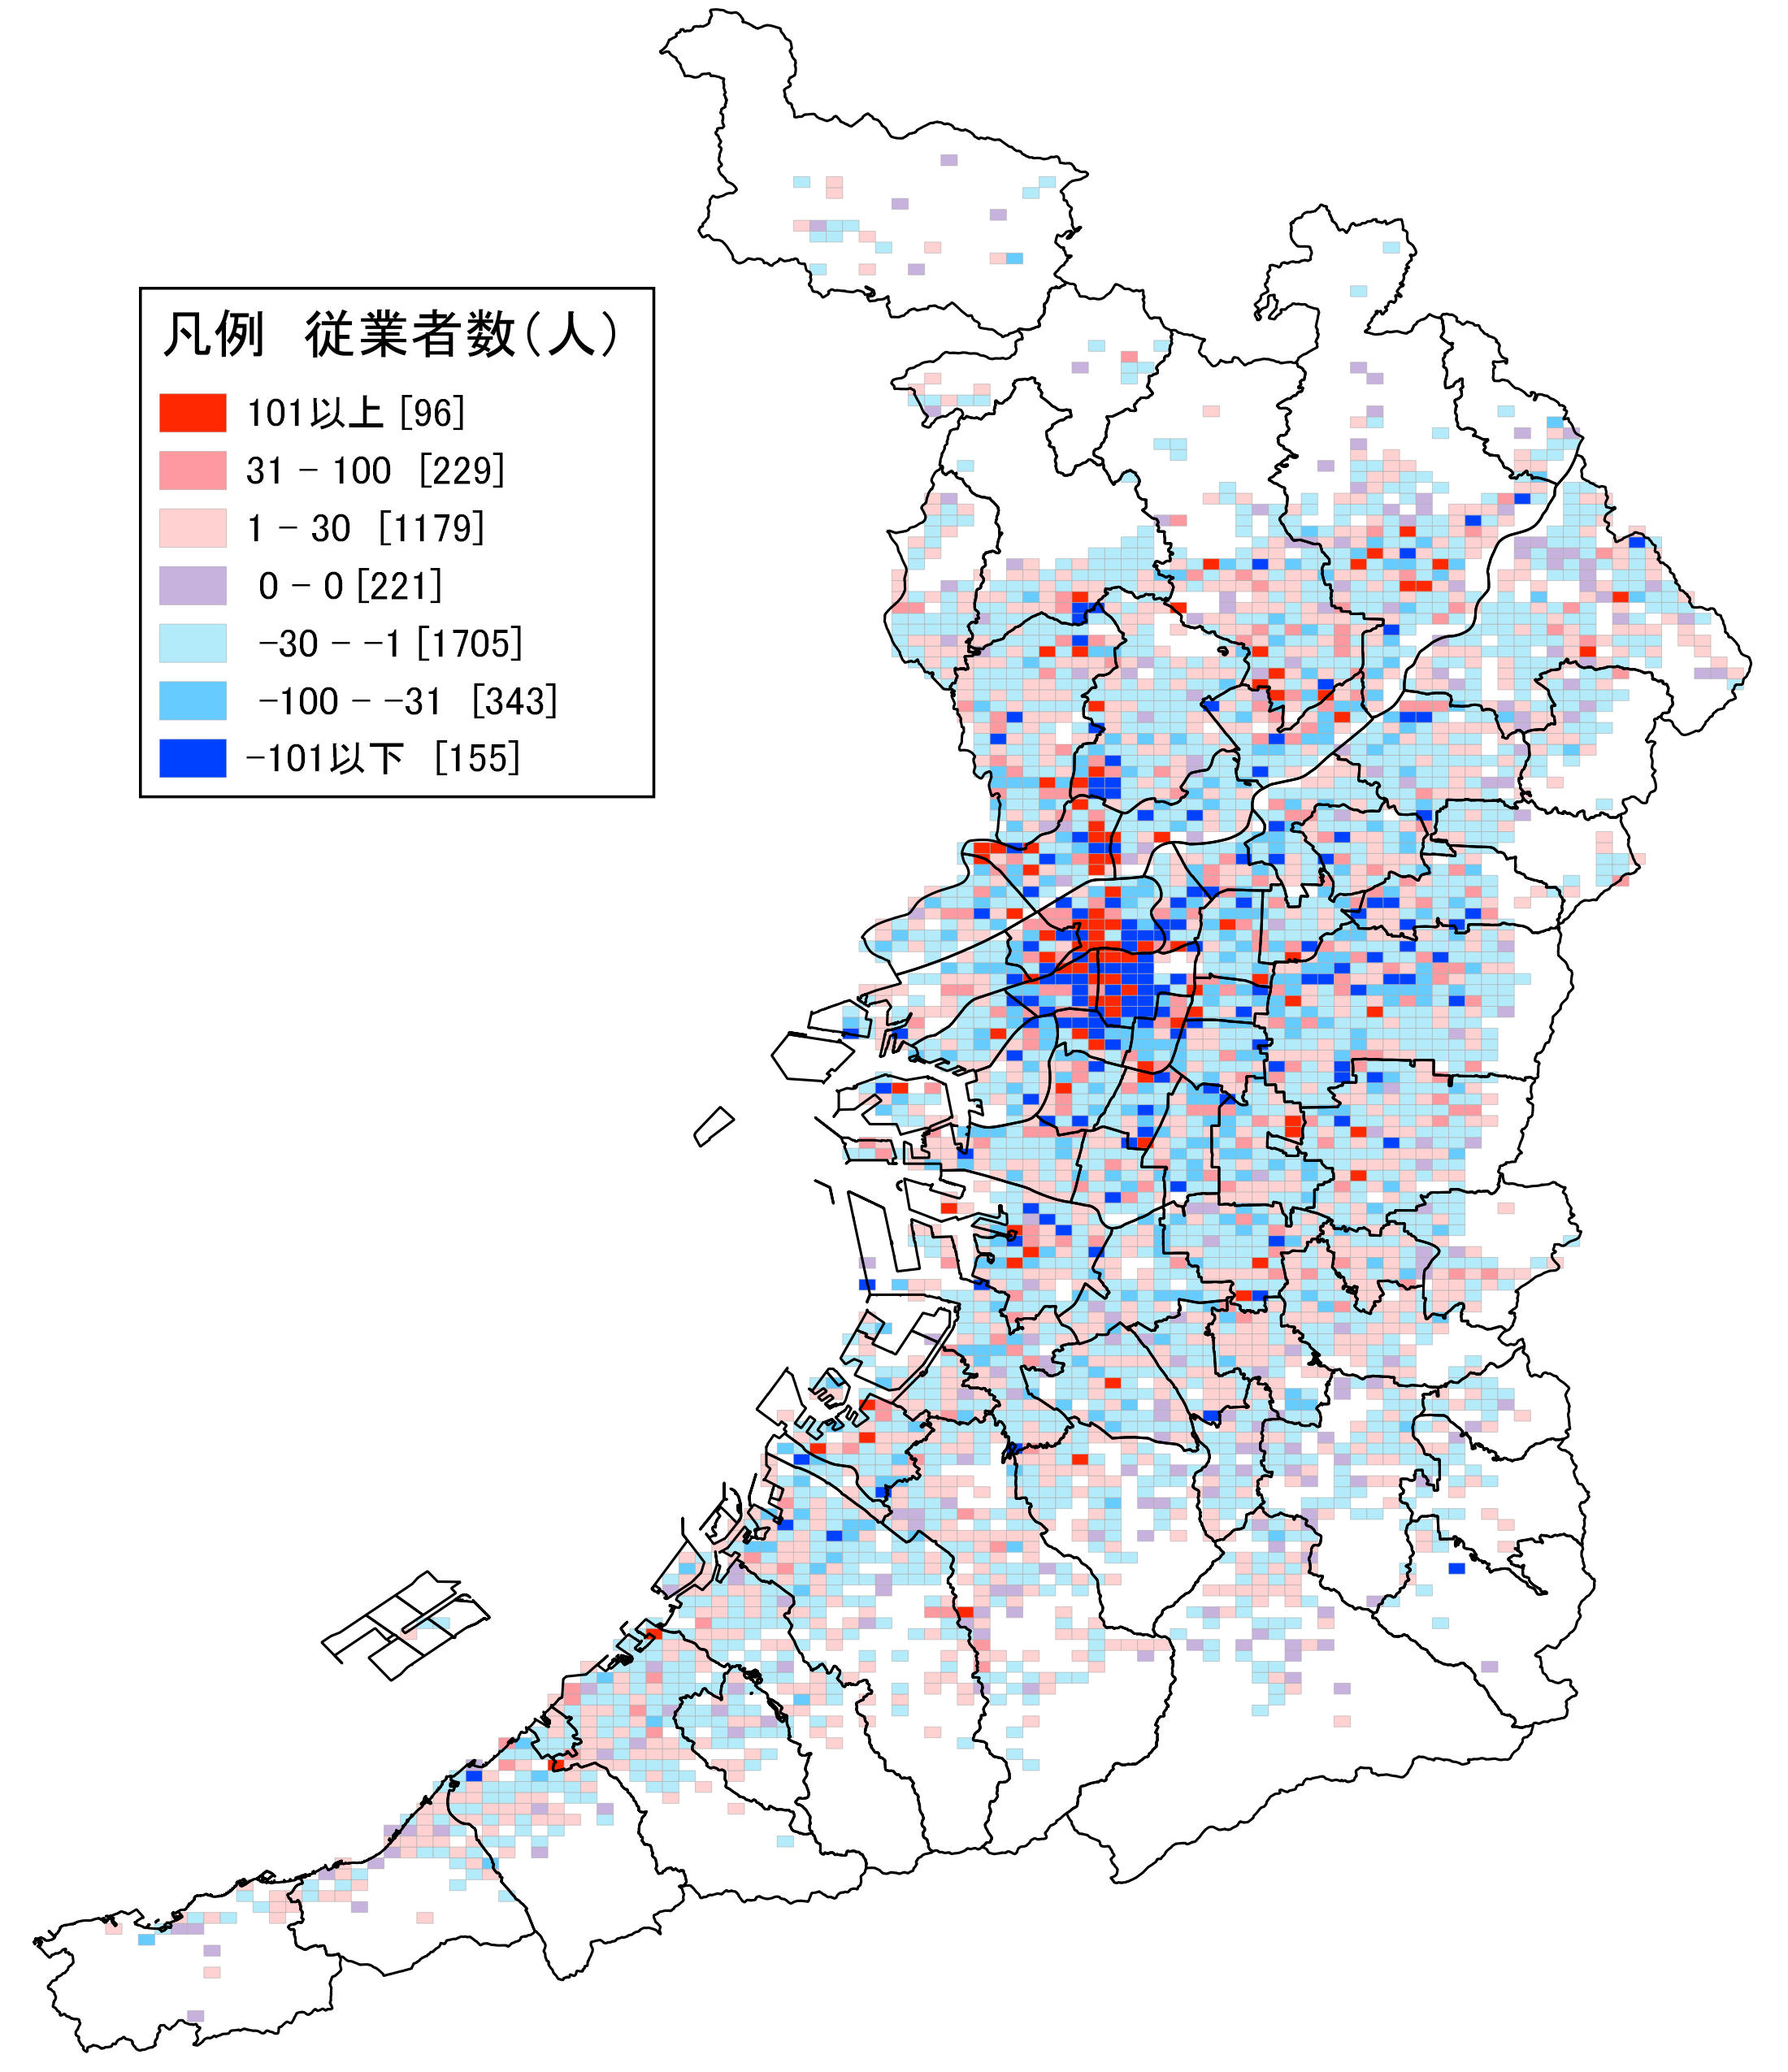 凡例　従業者数(人)
101以上 [96]
31 - 100 [229]
1 - 30 [1179]
0 - 0 [221]
-30 - -1 [1705]
-100 - -31 [343]
-101以下 [155]